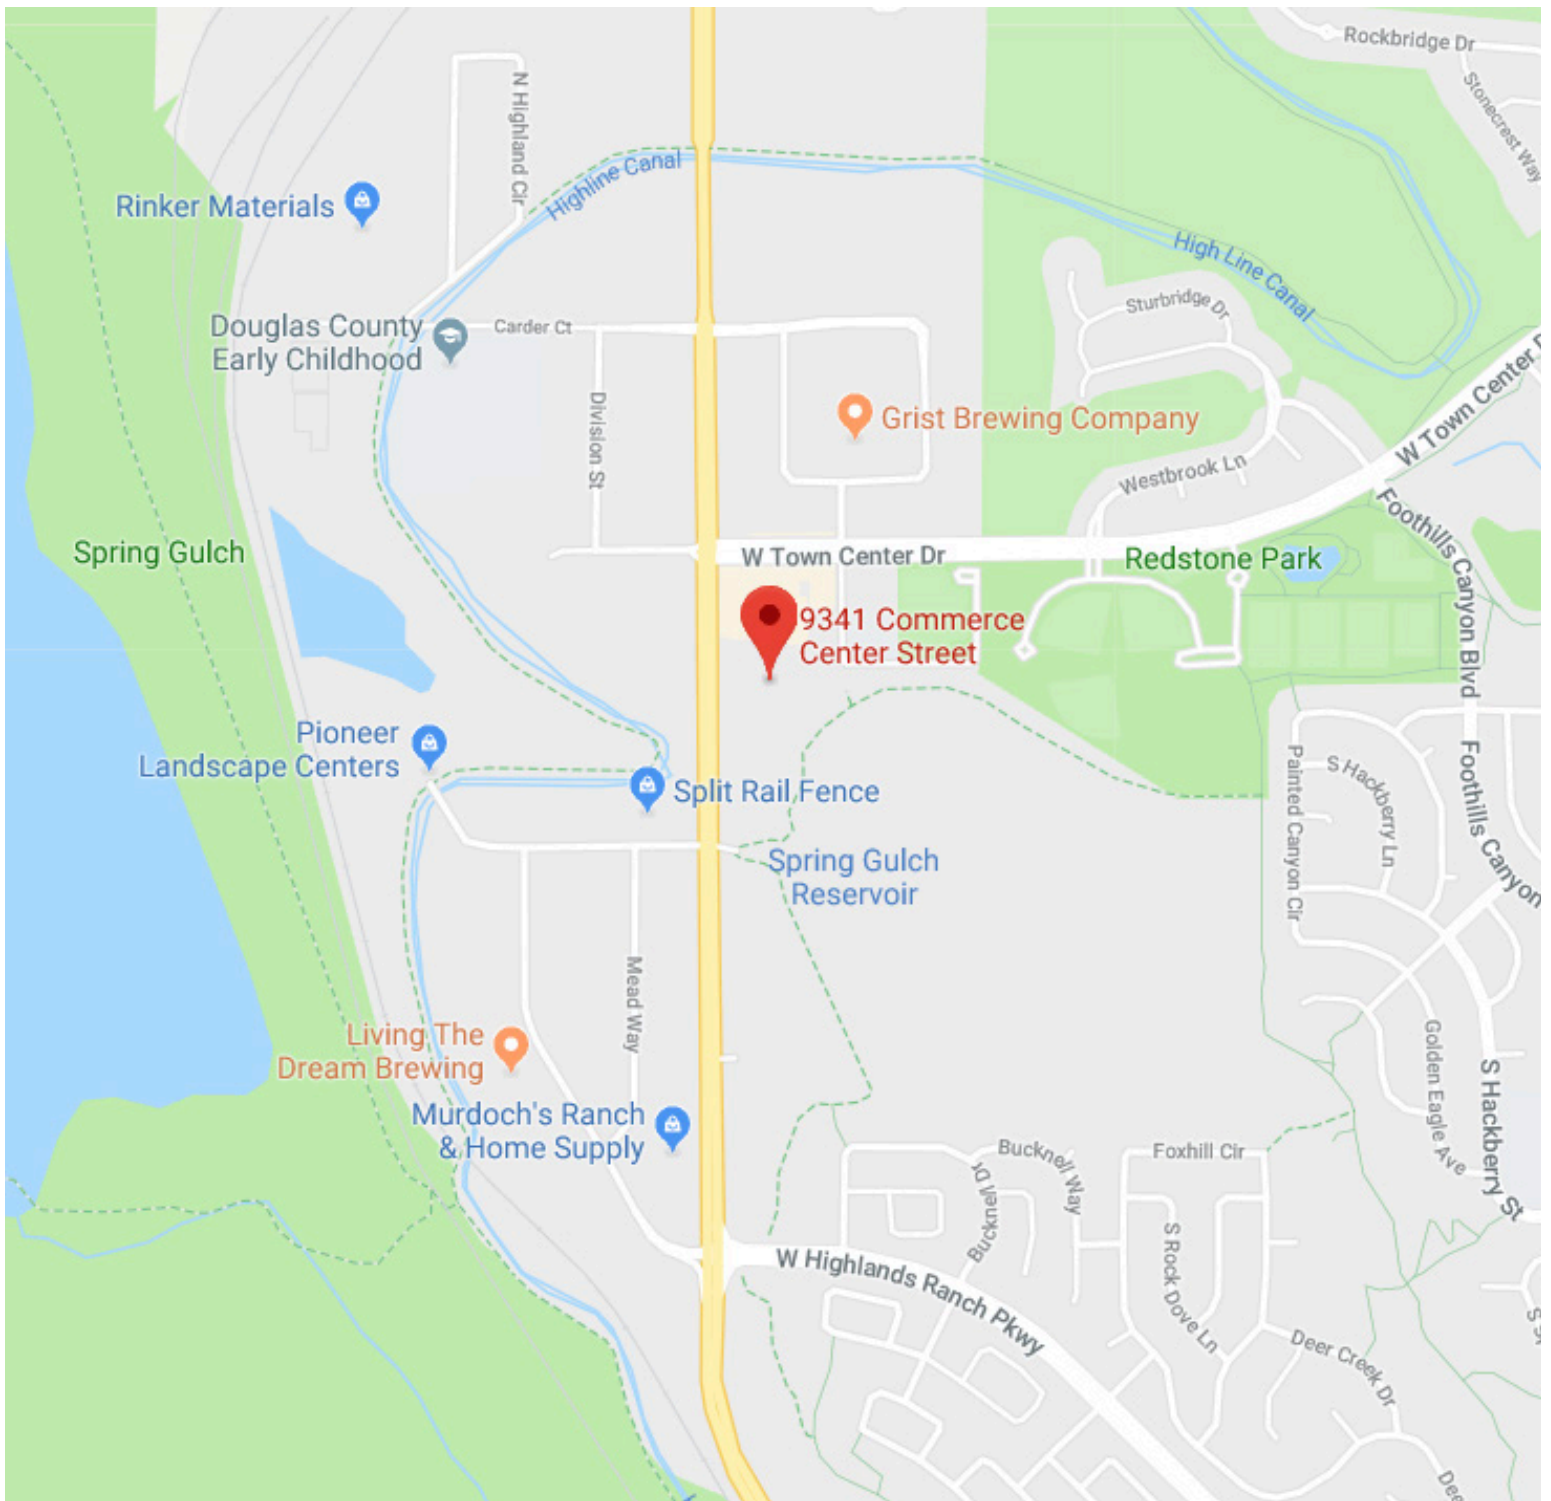 Rockbridge Dr
Stonecrest Way
N Highland Cir
Highline Canal
Rinker Materials
High Line Canal
Sturbridge Dr
Douglas County
Early Childhood
Carder Ct
W Town Center
Division St
Grist Brewing Company
Westbrook Ln
Foothills Canyon Blvd
Spring Gulch
W Town Center Dr
Redstone Park
9341 Commerce
Center Street
Pioneer
Landscape Centers
Split Rail Fence
Painted Canyon Cir
S Hackberry Ln
Foothills Canyon
Spring Gulch
Reservoir
Mead Way
Living The
Dream Brewing
Golden Eagle Ave
S Hackberry St
Murdoch's Ranch
& Home Supply
Bucknell Dr
Bucknell Way
Foxhill Cir
S Rock Dove Ln
W Highlands Ranch Pkwy
Deer Creek Dr